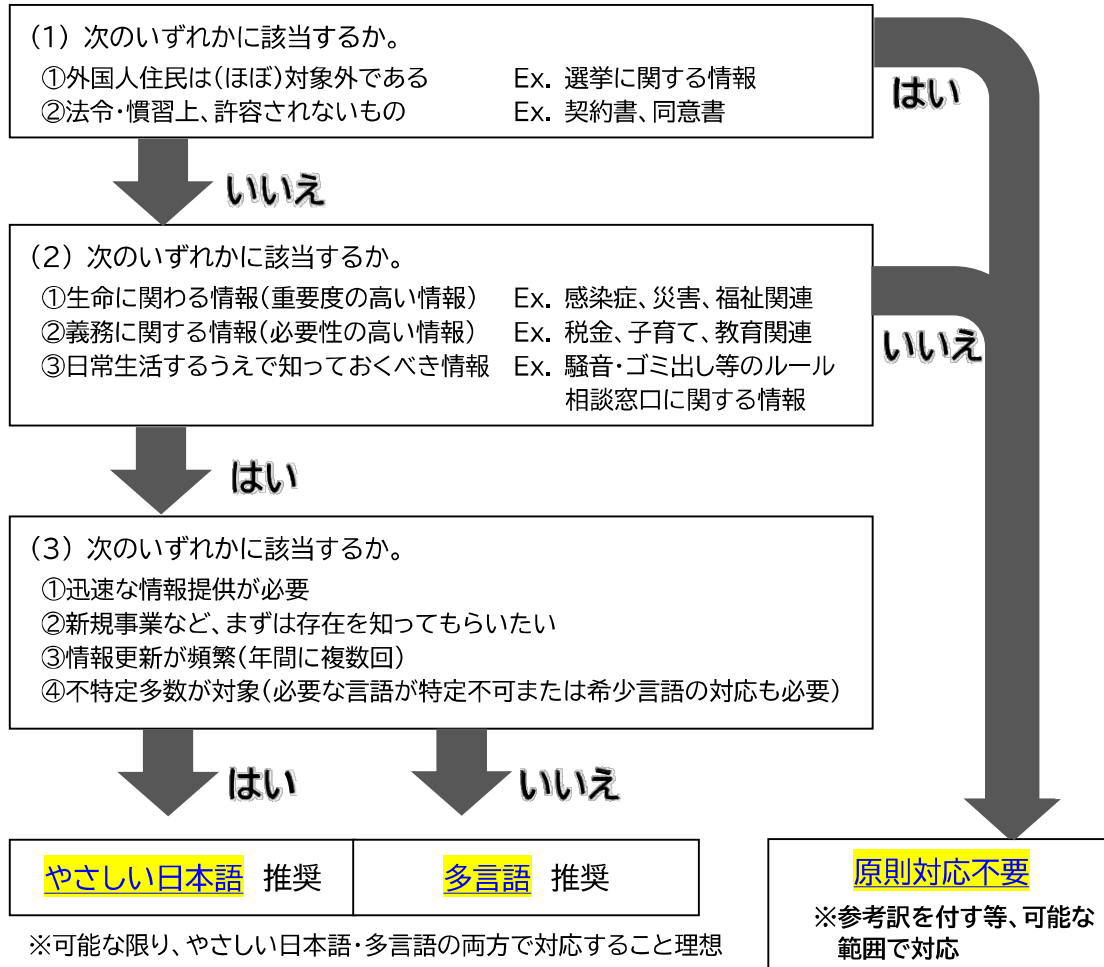 (1) 次のいずれかに該当するか。
①外国人住民は(ほぼ)対象外である Ex. 選挙に関する情報
②法令・慣習上、許容されないもの Ex. 契約書、同意書
はい
いいえ
(2) 次のいずれかに該当するか。
①生命に関わる情報(重要度の高い情報) Ex. 感染症、災害、福祉関連
②義務に関する情報(必要性の高い情報) Ex. 税金、子育て、教育関連
③日常生活するうえで知っておくべき情報 Ex. 騒音・ゴミ出し等のルール
相談窓口に関する情報
いいえ
はい
(3) 次のいずれかに該当するか。
①迅速な情報提供が必要
②新規事業など、まずは存在を知ってもらいたい
③情報更新が頻繁(年間に複数回)
④不特定多数が対象(必要な言語が特定不可または希少言語の対応も必要)
はい
いいえ
やさしい日本語 推奨
多言語 推奨
※可能な限り、やさしい日本語・多言語の両方で対応すること理想
原則対応不要
※参考訳を付す等、可能な
範囲で対応